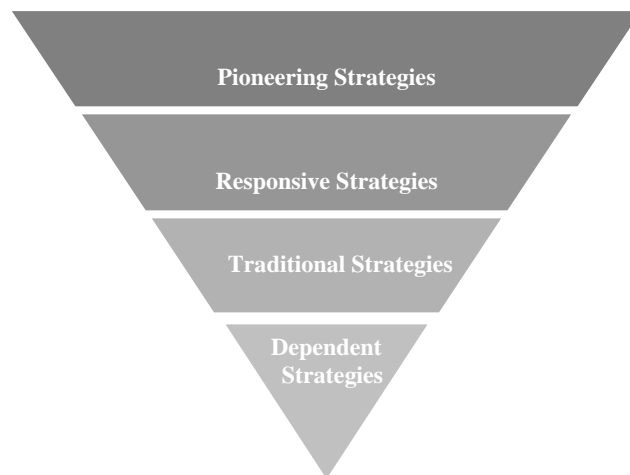 Pioneering Strategies
Responsive Strategies
Traditional Strategies
Dependent
Strategies